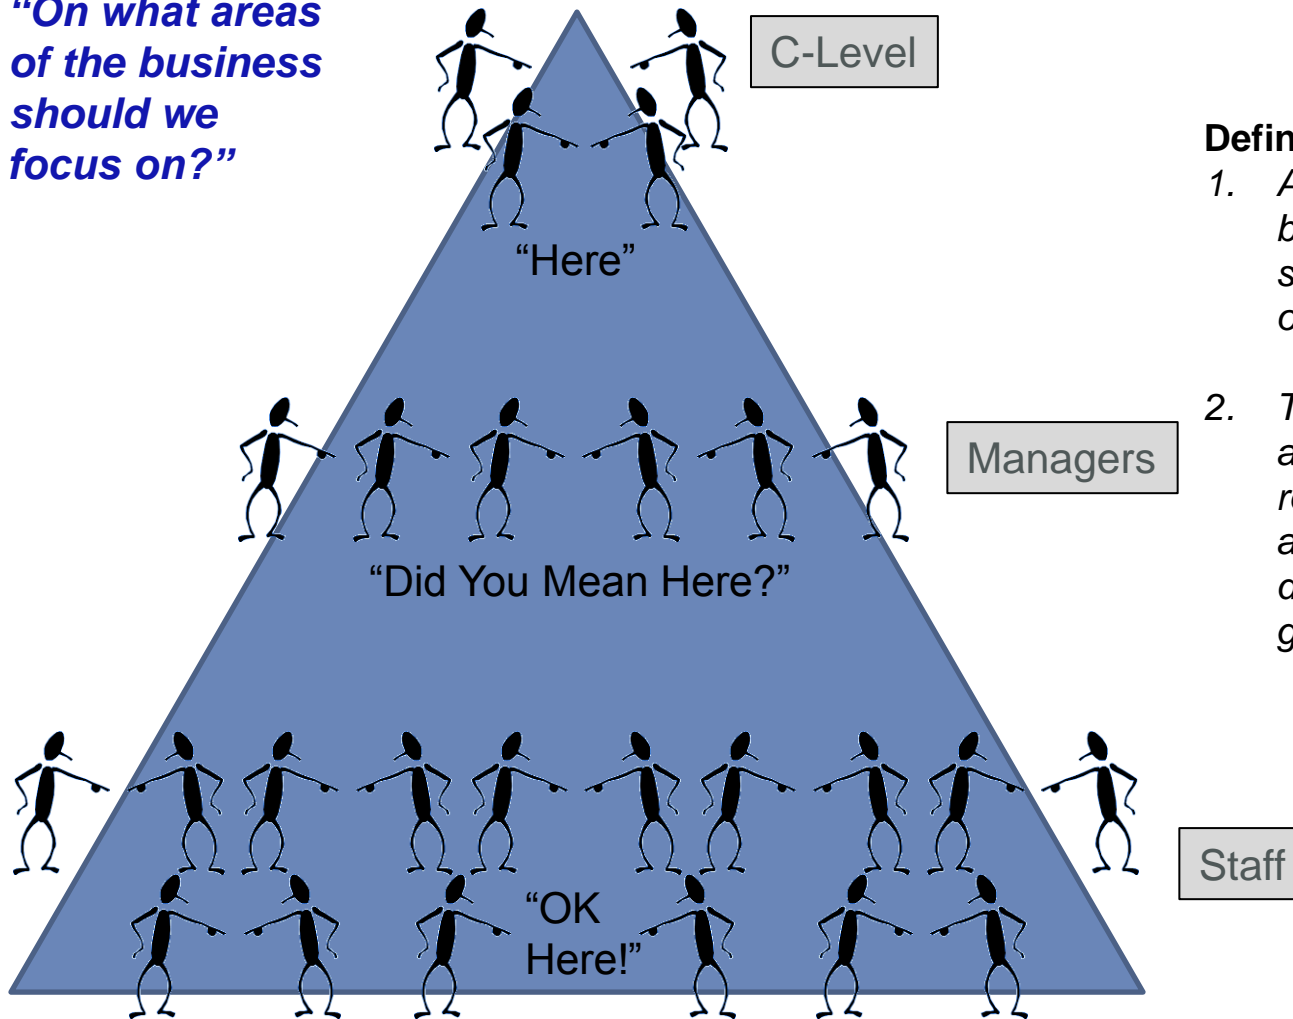 “On what areas
of the business
should we
focus on?”
C-Level
“Here”
Managers
“Did You Mean Here?”
“OK
Here!”
Staff
1.
2.